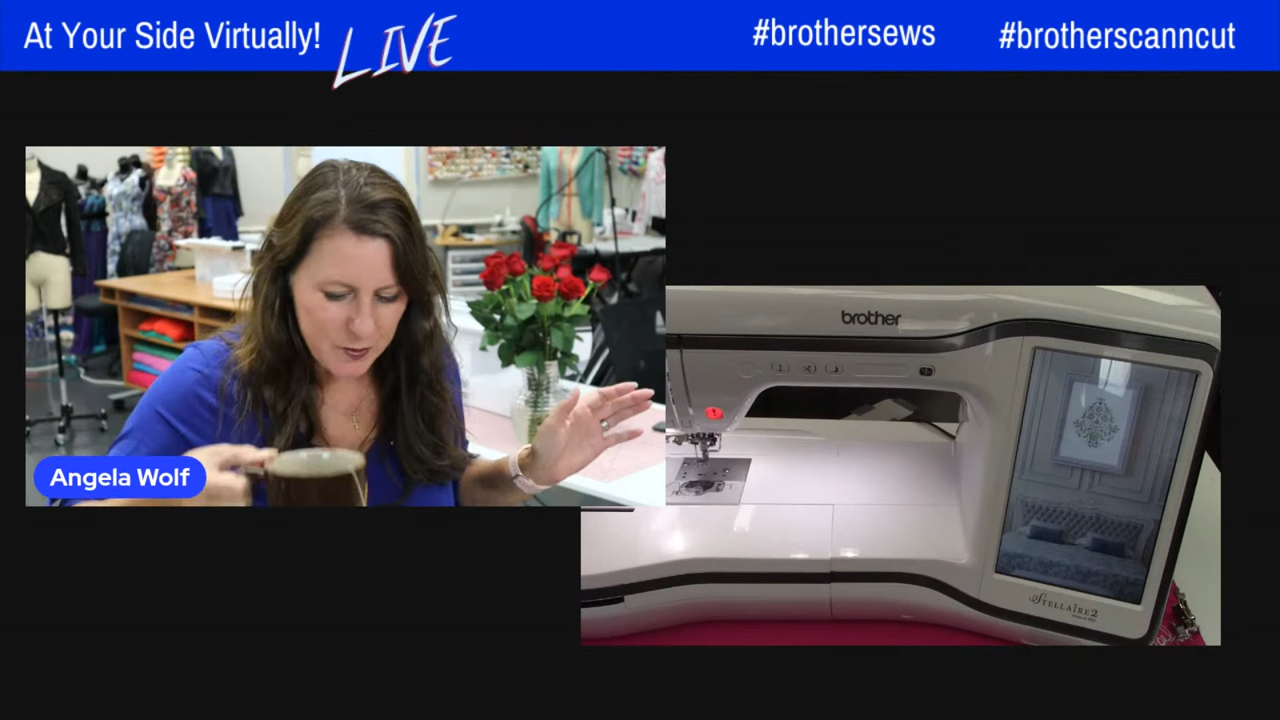 At Your Side Virtually! LIVE
#brothersews
#brotherscanncut
Angela Wolf
brother
STELLAIRE2